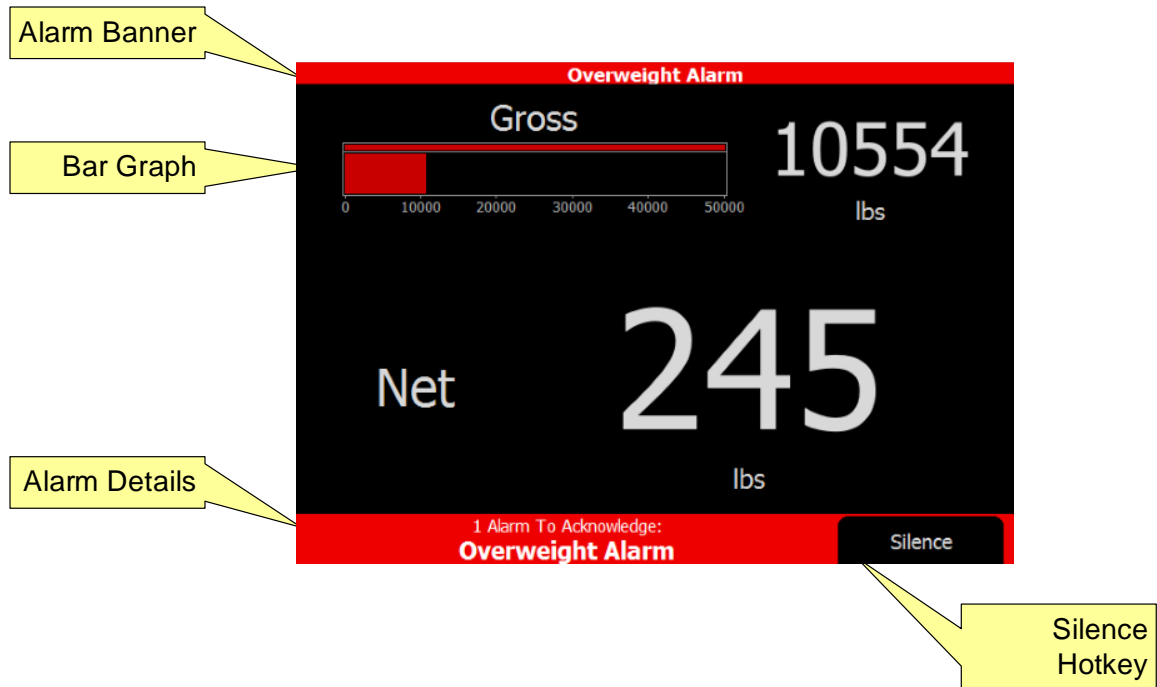 Alarm Banner
Overweight Alarm
Gross
10554
Bar Graph
0 10000 20000 30000 40000 50000
lbs
Net
245
Alarm Details
lbs
1 Alarm To Acknowledge:
Overweight Alarm
Silence
Silence
Hotkey